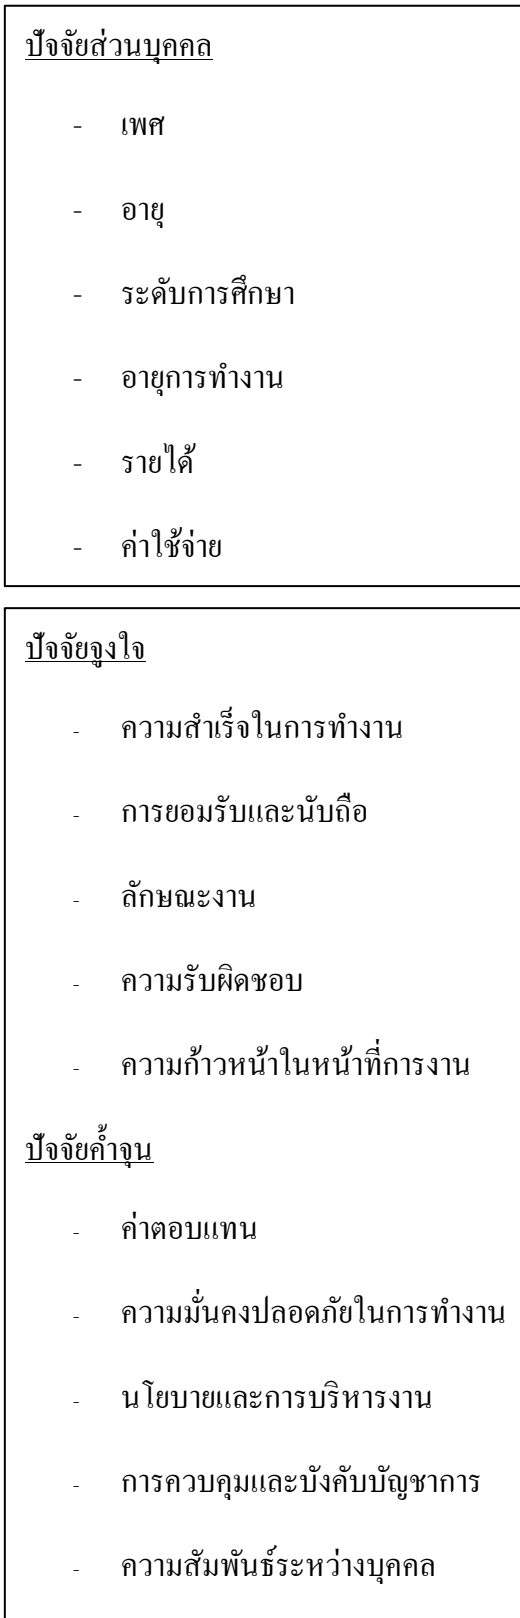 ปัจจัยส่วนบุคคล
- เพศ
- อายุ
- ระดับการศึกษา
- อายุการทำงาน
- รายได้
- ค่าใช้จ่าย
ปัจจัยจูงใจ
- ความสำเร็จในการทำงาน
- การยอมรับและนับถือ
- ลักษณะงาน
- ความรับผิดชอบ
- ความก้าวหน้าในหน้าที่การงาน
ปัจจัยค้ำจุน
- ค่าตอบแทน
- ความมั่นคงปลอดภัยในการทำงาน
- นโยบายและการบริหารงาน
- การควบคุมและบังคับบัญชาการ
- ความสัมพันธ์ระหว่างบุคคล